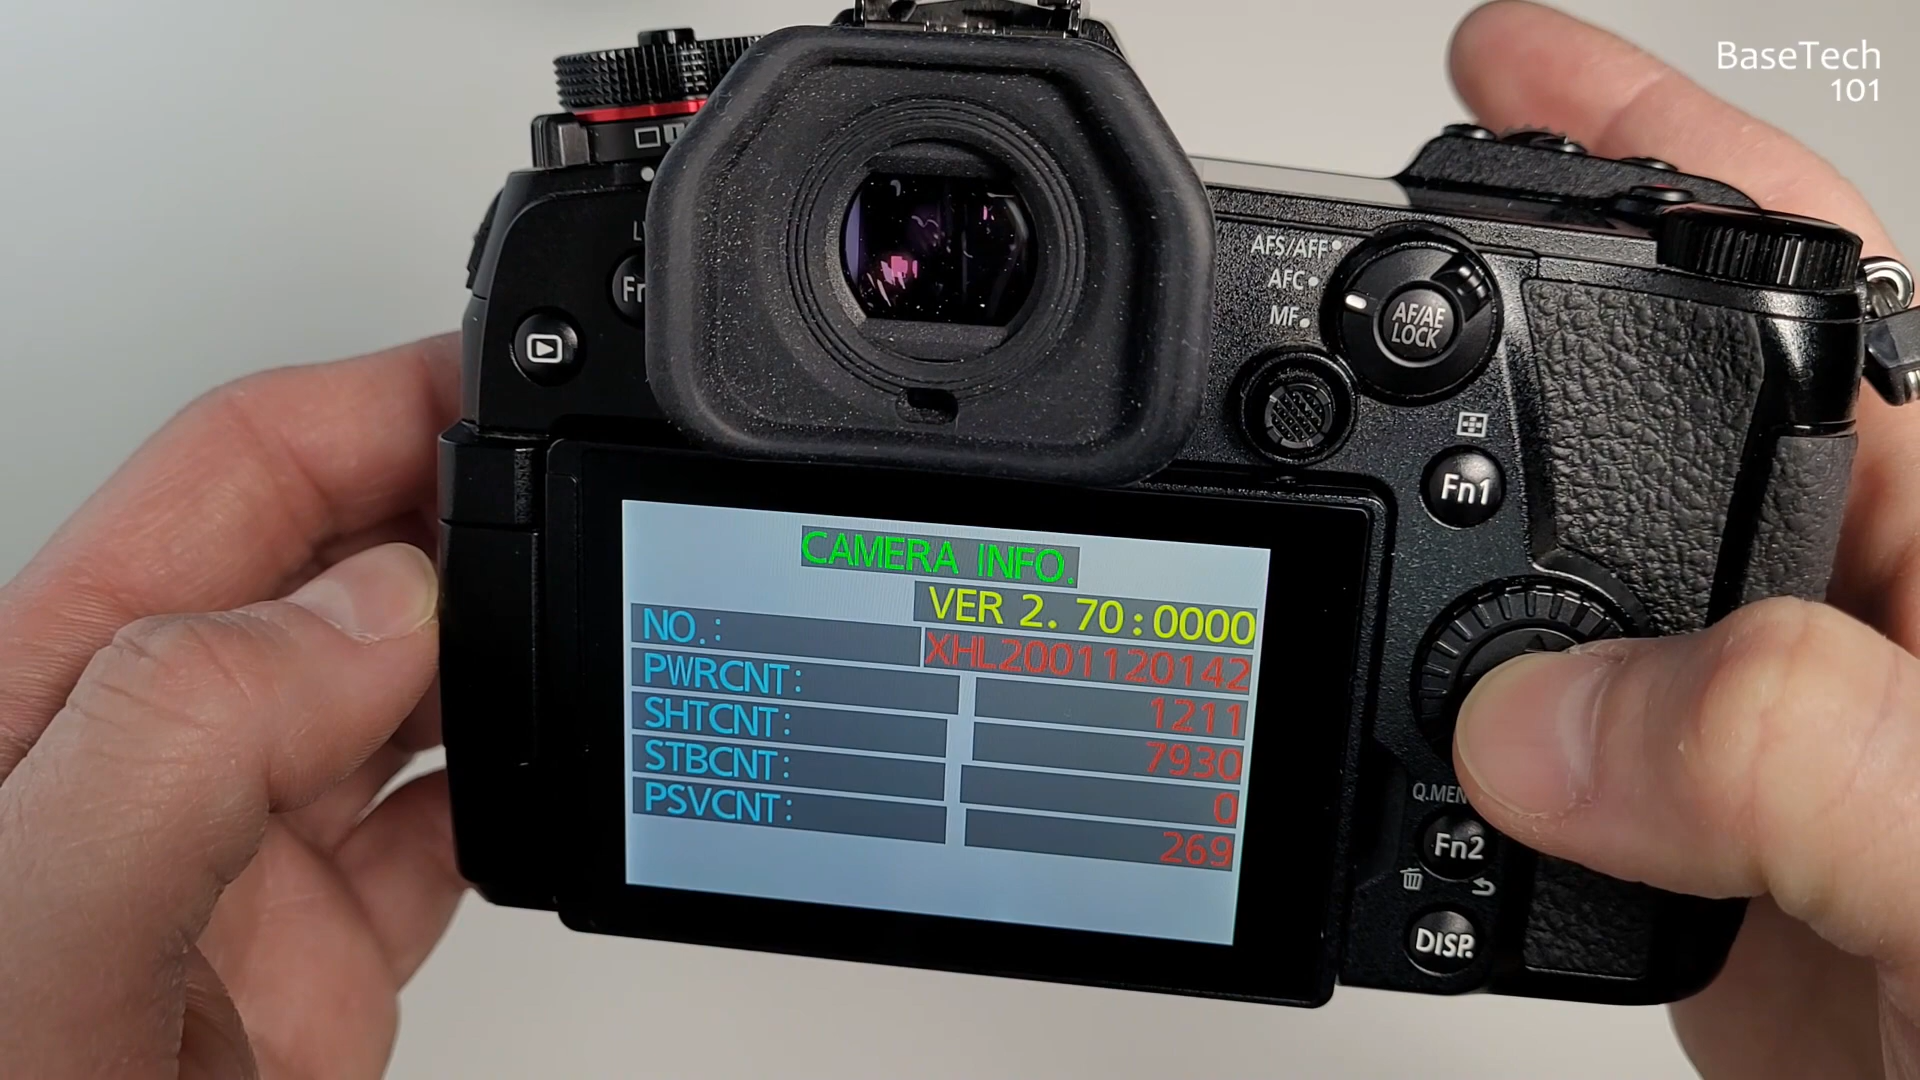 BaseTech
101
AFS/AFF
AFC
MF
AF/AE
LOCK
Fn1
CAMERA INFO.
VER 2.70:0000
NO.: XHL2001120142
PWRCNT: 1211
SHTCNT: 7930
STBCNT: 0
PSVCNT: 269
Fn2
DISP.